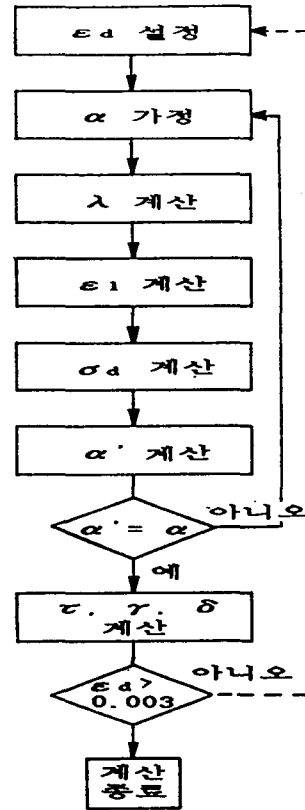 εd 설정
α 가정
λ 계산
ε1 계산
σd 계산
α' 계산
α' = α
아니오
예
τ. γ. δ
계산
εd>
0.003
아니오
계산
종료